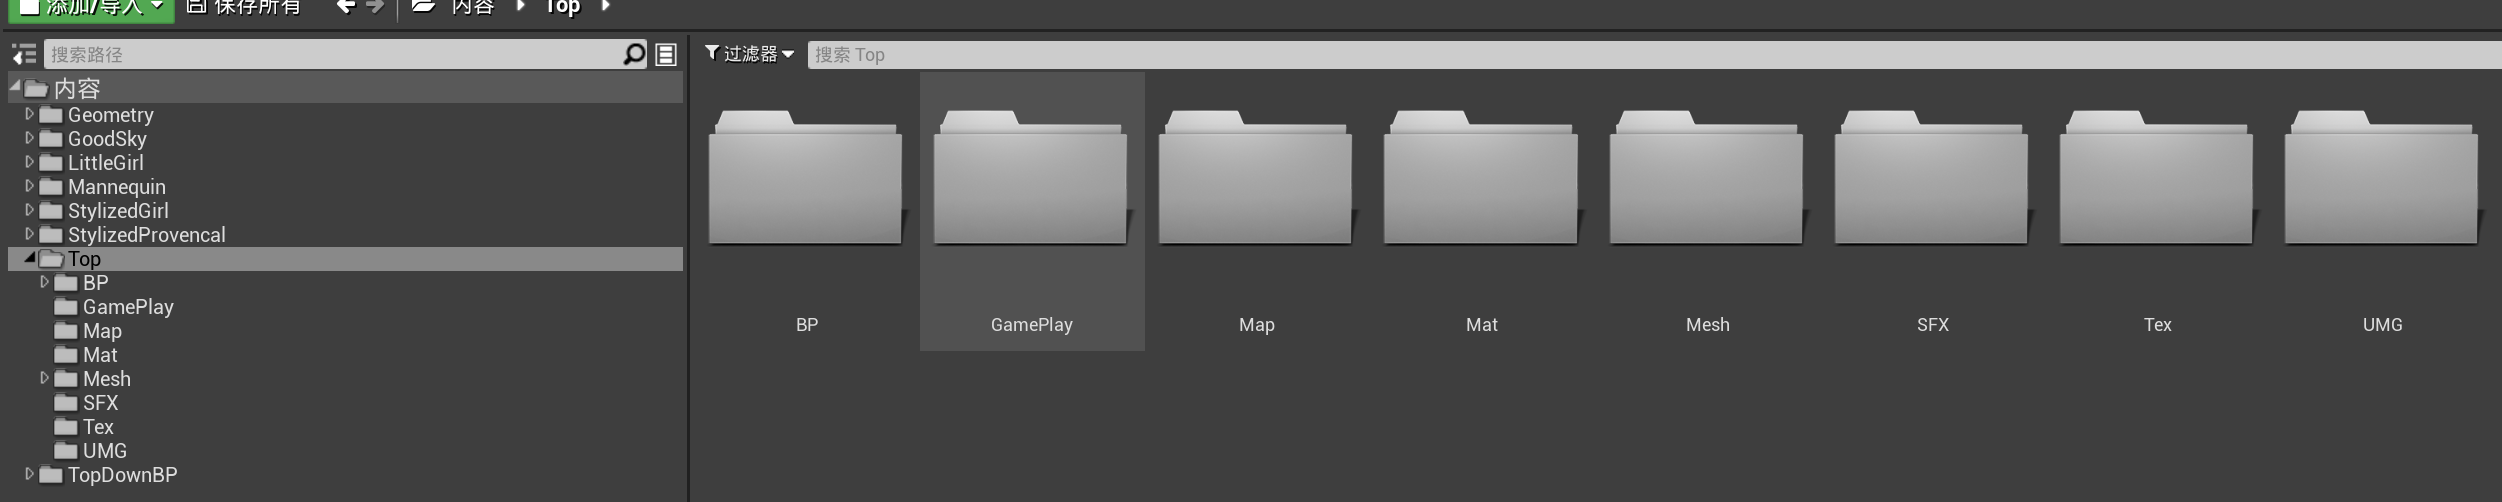 添加/导入 保存所有 内容 Top
搜索路径
内容
Geometry
GoodSky
LittleGirl
Mannequin
StylizedGirl
StylizedProvencal
Top
BP
GamePlay
Map
Mat
Mesh
SFX
Tex
UMG
TopDownBP
过滤器 搜索 Top
BP GamePlay Map Mat Mesh SFX Tex UMG